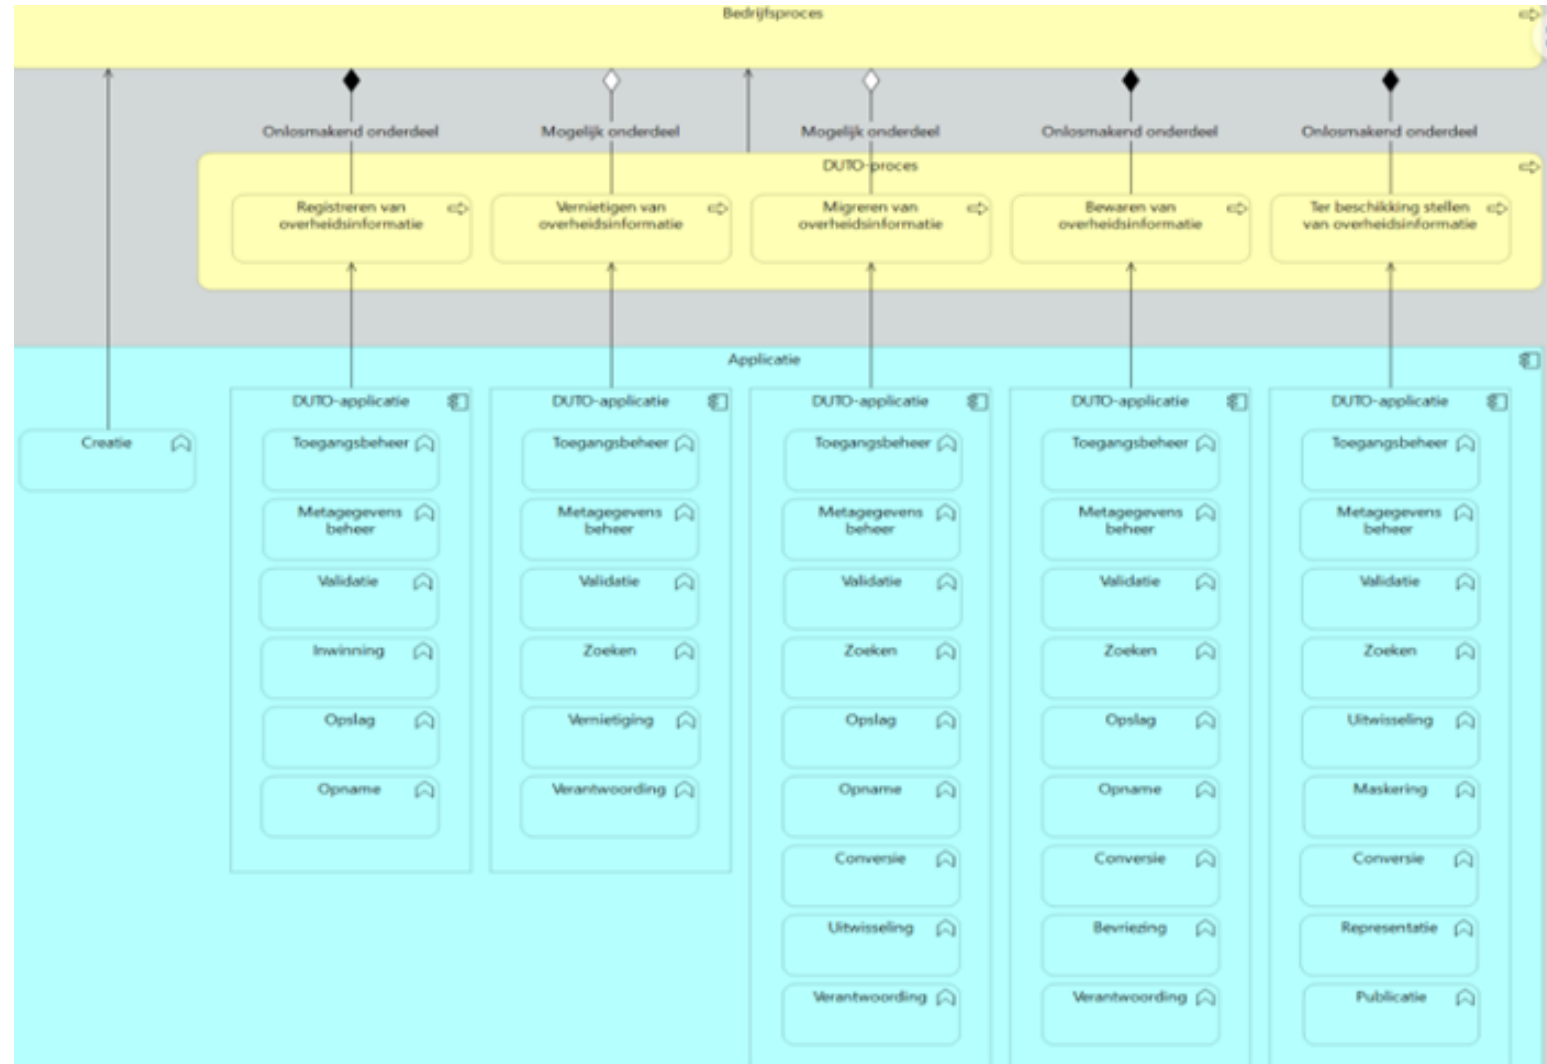 Bedrijfsproces
Onlosmakend onderdeel
Mogelijk onderdeel
Mogelijk onderdeel
Onlosmakend onderdeel
Onlosmakend onderdeel
DUTO-proces
Registreren van
overheidsinformatie
Vernietigen van
overheidsinformatie
Migreren van
overheidsinformatie
Bewaren van
overheidsinformatie
Ter beschikking stellen
van overheidsinformatie
Applicatie
Creatie
DUTO-applicatie
Toegangsbeheer
Metagegevens
beheer
Validatie
Inwinning
Opslag
Opname
DUTO-applicatie
Toegangsbeheer
Metagegevens
beheer
Validatie
Zoeken
Vernietiging
Verantwoording
DUTO-applicatie
Toegangsbeheer
Metagegevens
beheer
Validatie
Zoeken
Opslag
Opname
Conversie
Uitwisseling
Verantwoording
DUTO-applicatie
Toegangsbeheer
Metagegevens
beheer
Validatie
Zoeken
Opslag
Opname
Conversie
Bevriezing
Verantwoording
DUTO-applicatie
Toegangsbeheer
Metagegevens
beheer
Validatie
Zoeken
Uitwisseling
Maskering
Conversie
Representatie
Publicatie